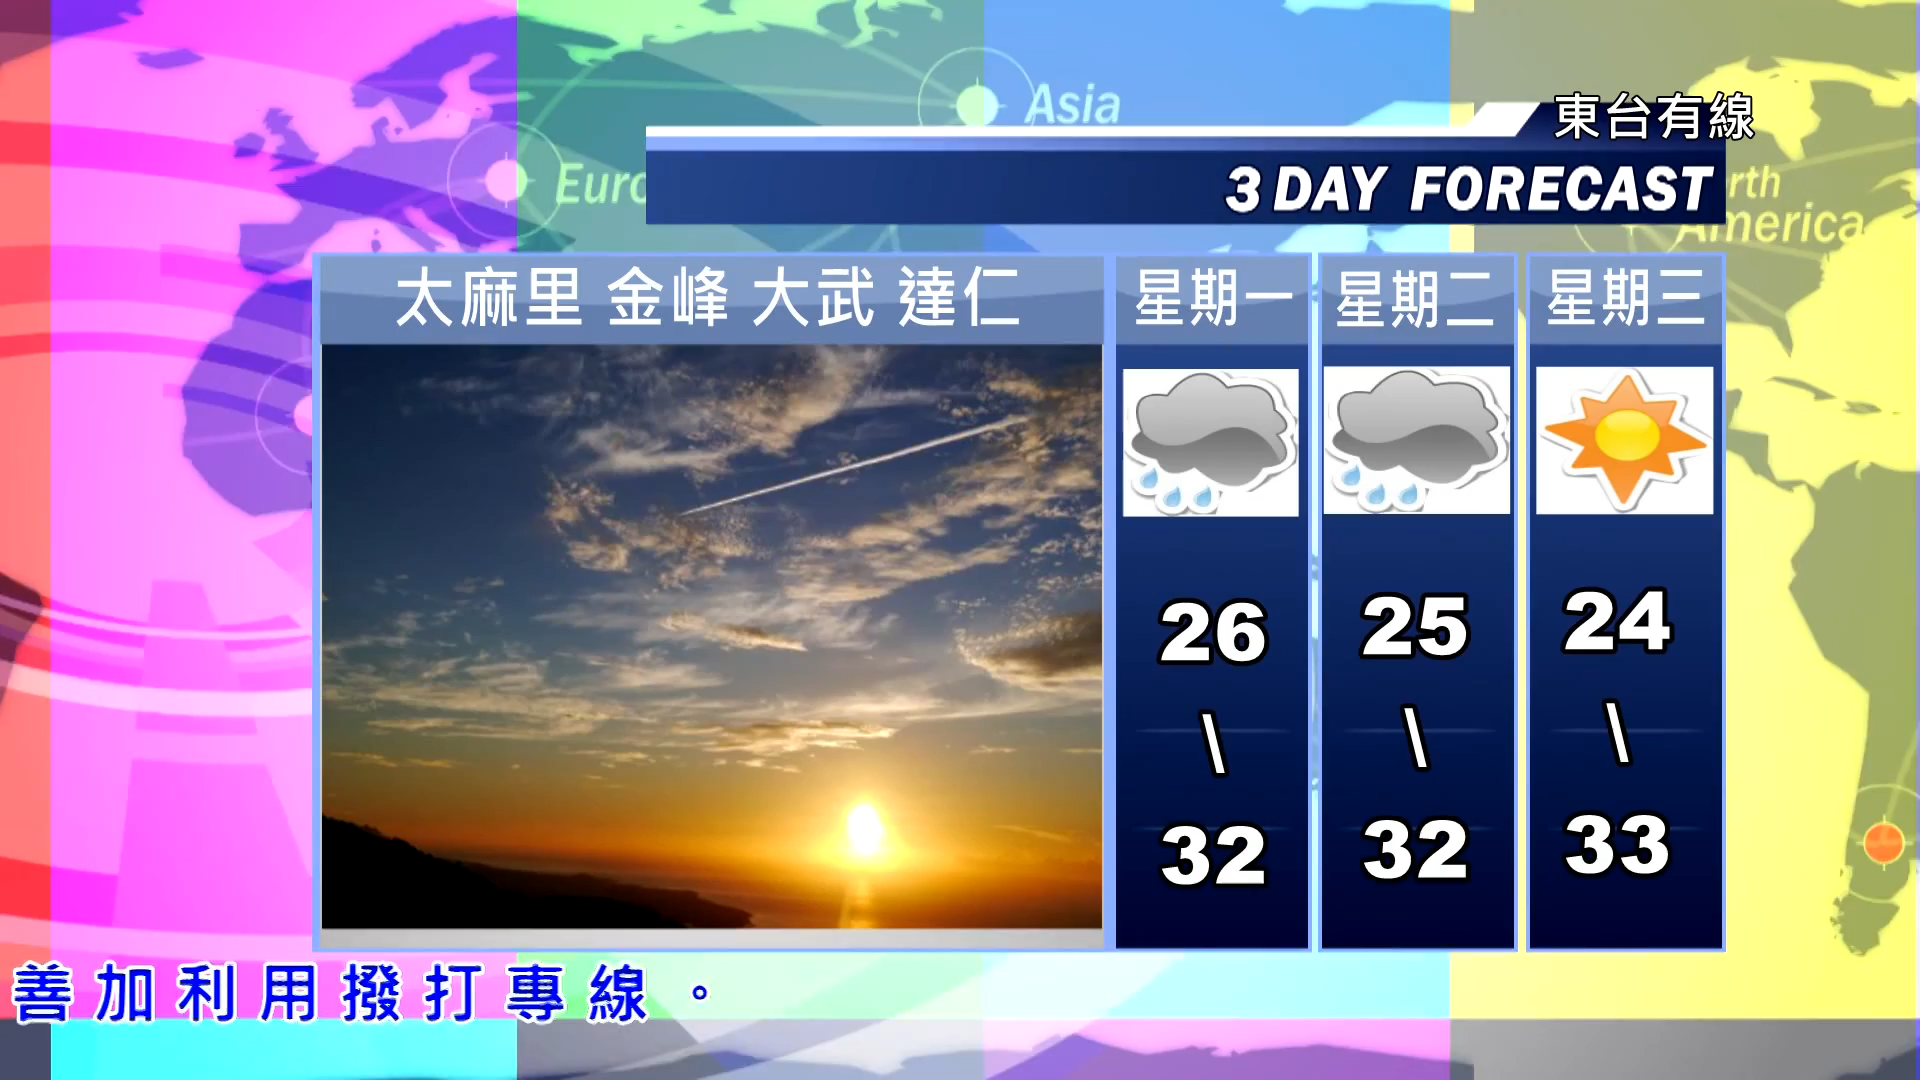 Asia
Euro
東台有線
3 DAY FORECAST
rth
America
太麻里 金峰 大武 達仁
星期一 星期二 星期三
26 25 24
\ \ \
32 32 33
善加利用撥打專線。